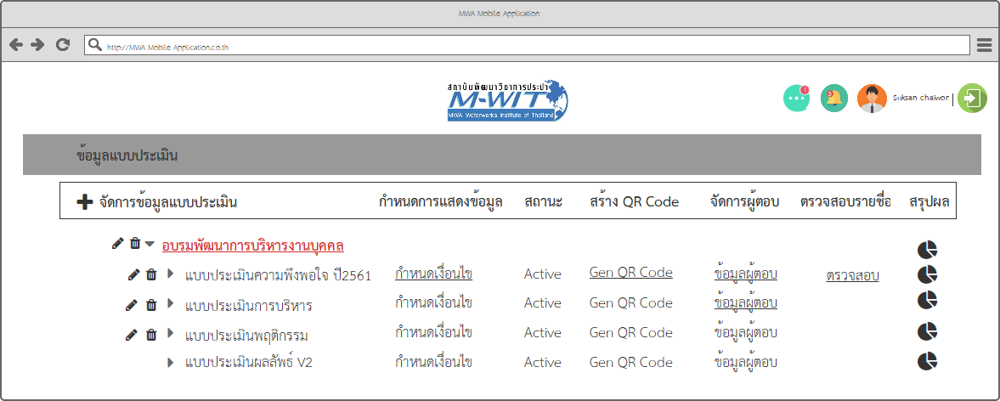 MWA Mobile Application
http://MWA Mobile Application.co.th
สถาบันพัฒนาวิชาการประปา
M-WIT
MWA Waterworks Institute of Thailand
1
3
Suksan chaiwon
ข้อมูลแบบประเมิน
จัดการข้อมูลแบบประเมิน กำหนดการแสดงข้อมูล สถานะ สร้าง QR Code จัดการผู้ตอบ ตรวจสอบรายชื่อ สรุปผล
อบรมพัฒนาการบริหารงานบุคคล
แบบประเมินความพึงพอใจ ปี2561 กำหนดเงื่อนไข Active Gen QR Code ข้อมูลผู้ตอบ ตรวจสอบ
แบบประเมินการบริหาร กำหนดเงื่อนไข Active Gen QR Code ข้อมูลผู้ตอบ
แบบประเมินพฤติกรรม กำหนดเงื่อนไข Active Gen QR Code ข้อมูลผู้ตอบ
แบบประเมินผลลัพธ์ V2 กำหนดเงื่อนไข Active Gen QR Code ข้อมูลผู้ตอบ